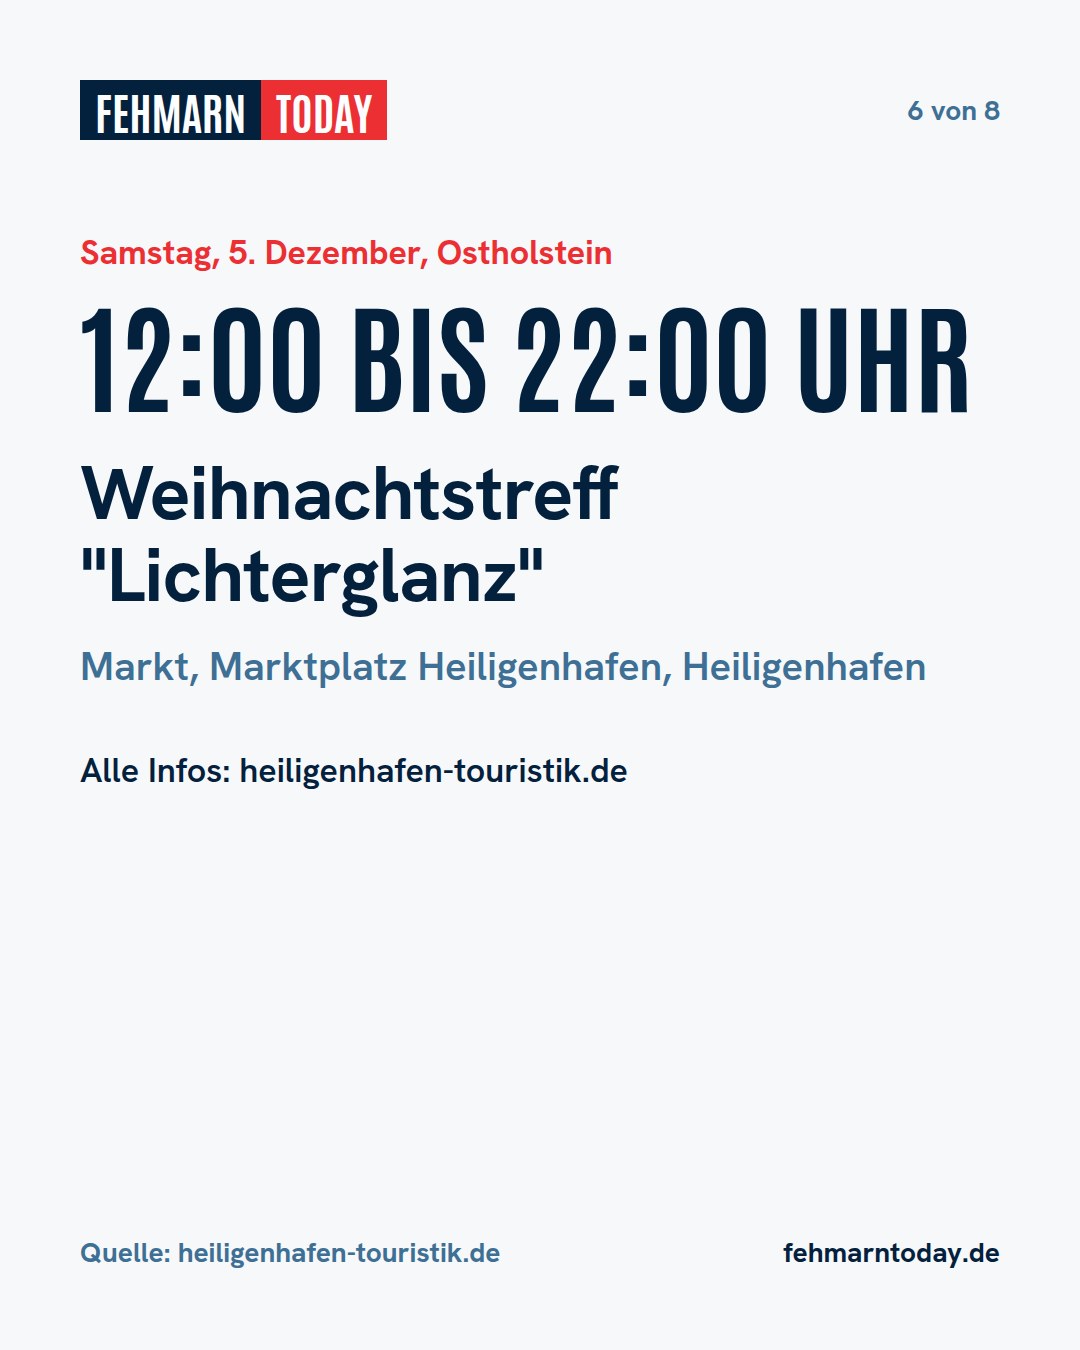 FEHMARN TODAY
6 von 8
Samstag, 5. Dezember, Ostholstein
12:00 BIS 22:00 UHR
Weihnachtstreff
"Lichterglanz"
Markt, Marktplatz Heiligenhafen, Heiligenhafen
Alle Infos: heiligenhafen-touristik.de
Quelle: heiligenhafen-touristik.de
fehmarntoday.de